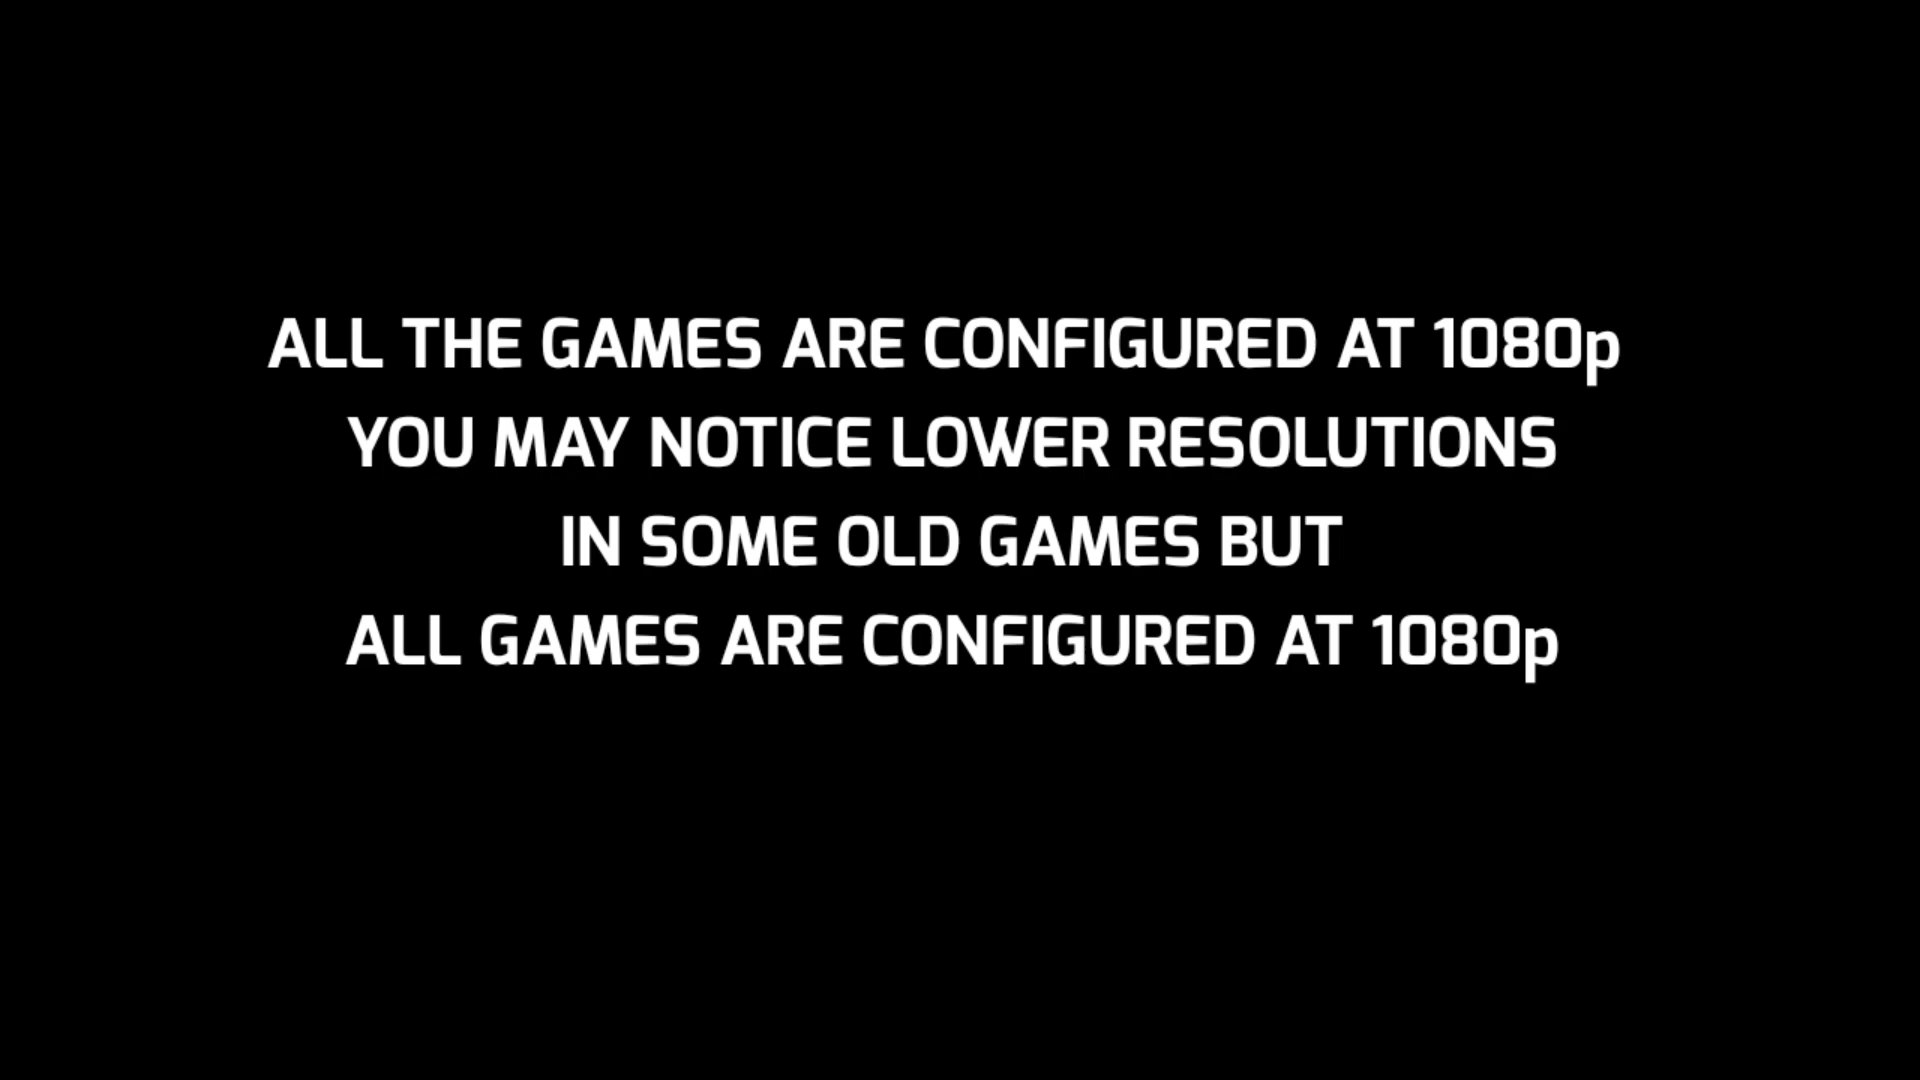 ALL THE GAMES ARE CONFIGURED AT 1080p
YOU MAY NOTICE LOWER RESOLUTIONS
IN SOME OLD GAMES BUT
ALL GAMES ARE CONFIGURED AT 1080p